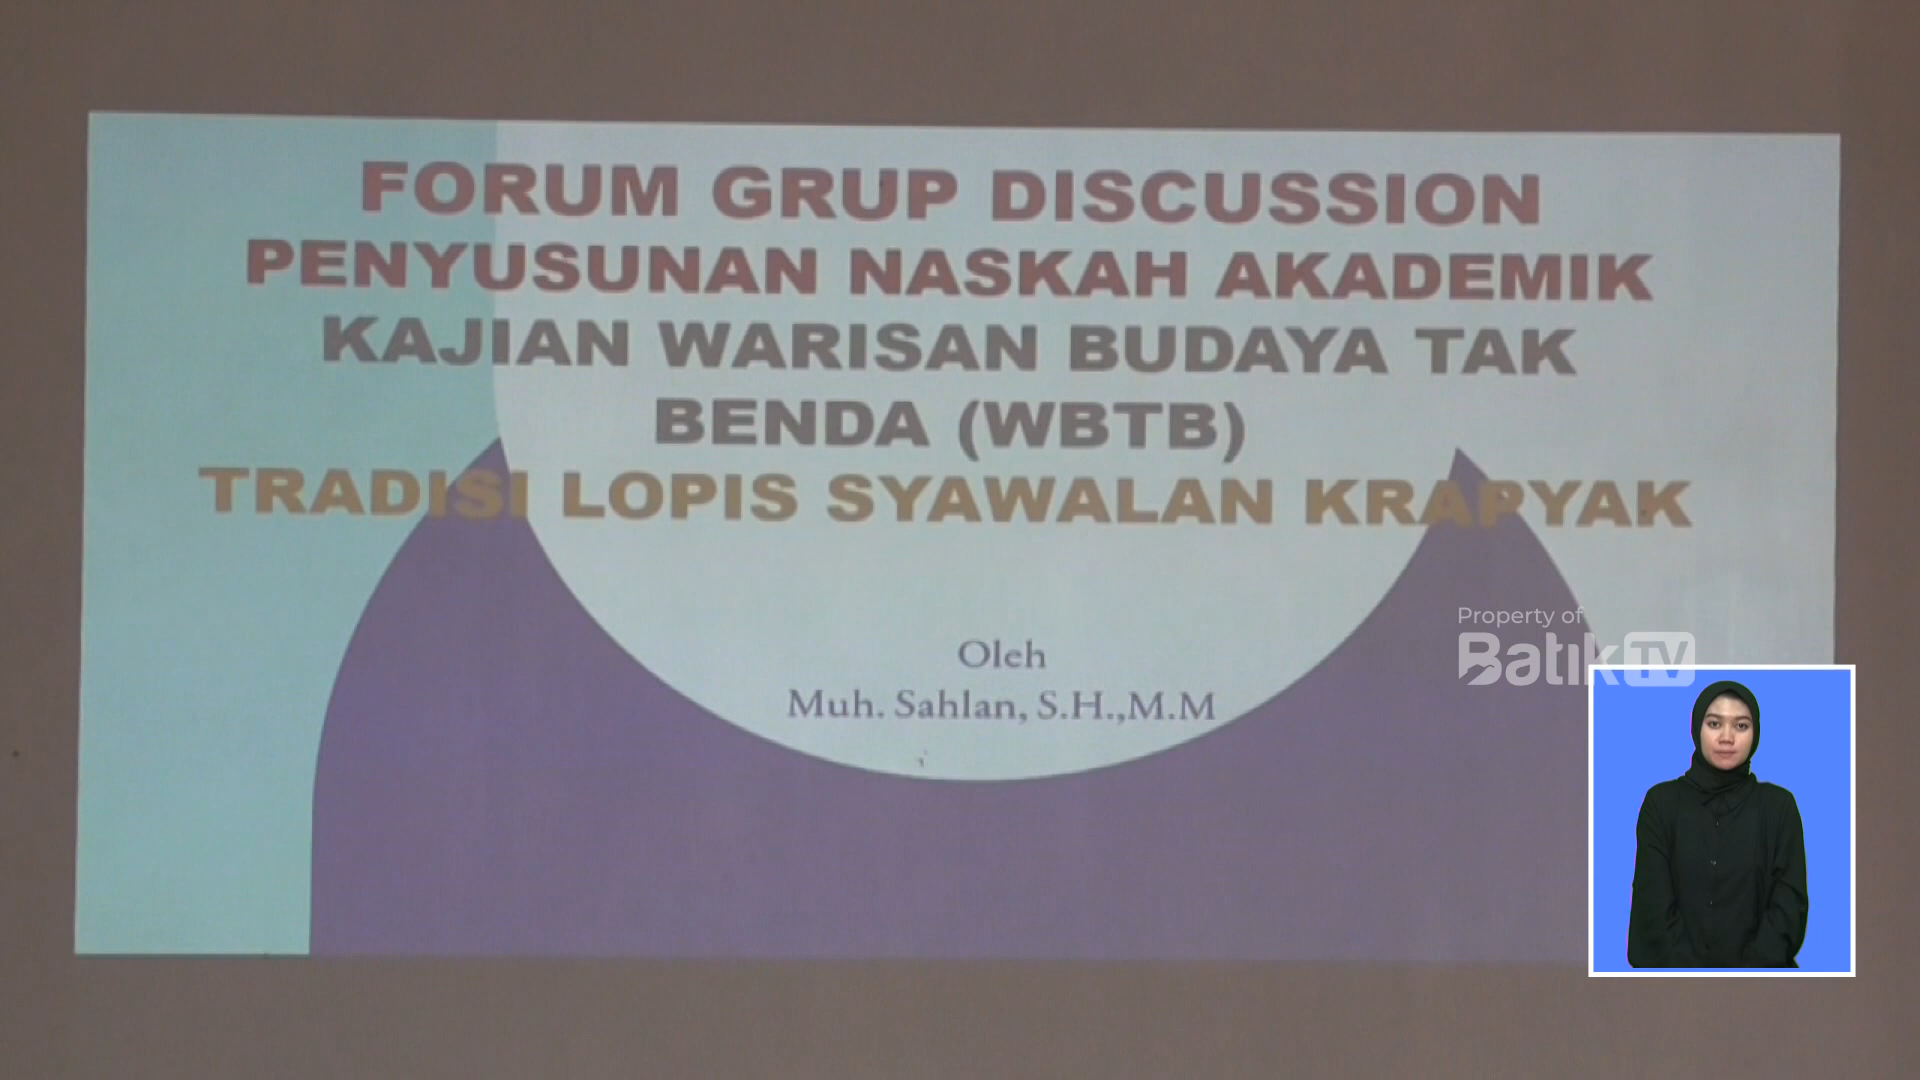 FORUM GRUP DISCUSSION
PENYUSUNAN NASKAH AKADEMIK
KAJIAN WARISAN BUDAYA TAK
BENDA (WBTB)
TRADISI LOPIS SYAWALAN KRAPYAK
Oleh
Muh. Sahlan, S.H.,M.M
Property of
BatikTV